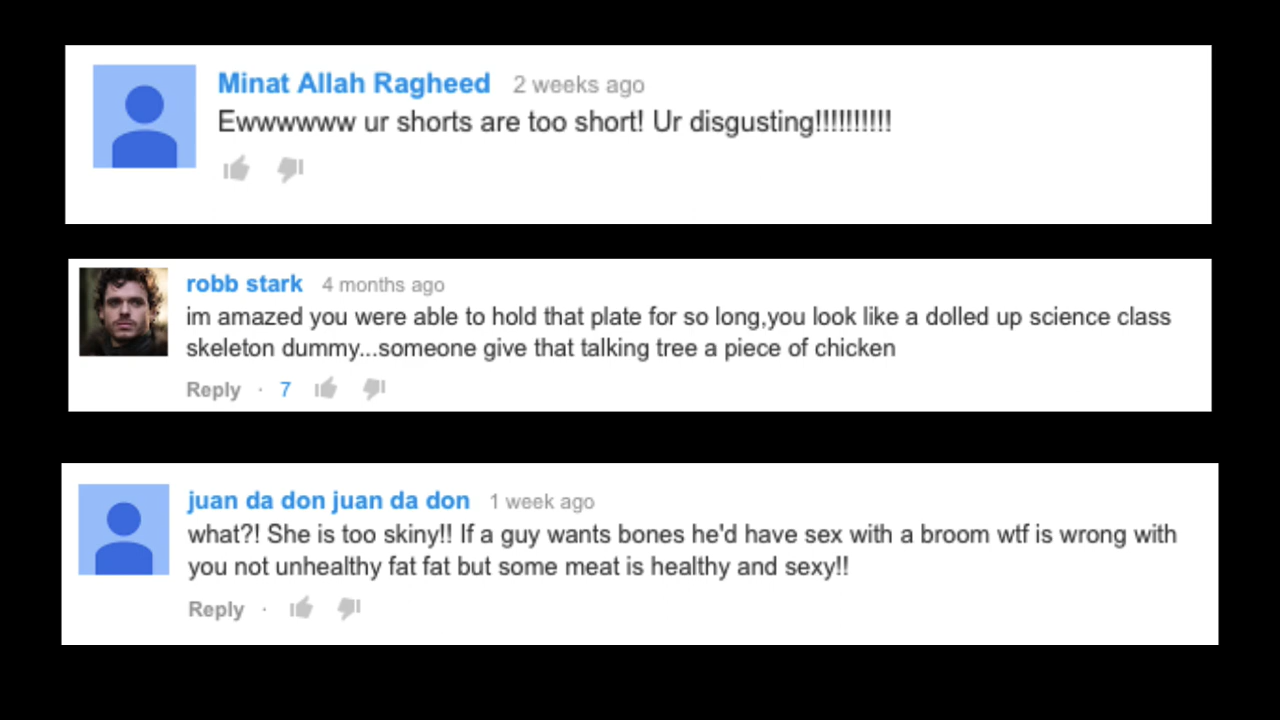 Minat Allah Ragheed 2 weeks ago
Ewwwwww ur shorts are too short! Ur disgusting!!!!!!!!!!
robb stark 4 months ago
im amazed you were able to hold that plate for so long,you look like a dolled up science class
skeleton dummy...someone give that talking tree a piece of chicken
Reply · 7
juan da don juan da don 1 week ago
what?! She is too skiny!! If a guy wants bones he'd have sex with a broom wtf is wrong with
you not unhealthy fat fat but some meat is healthy and sexy!!
Reply ·